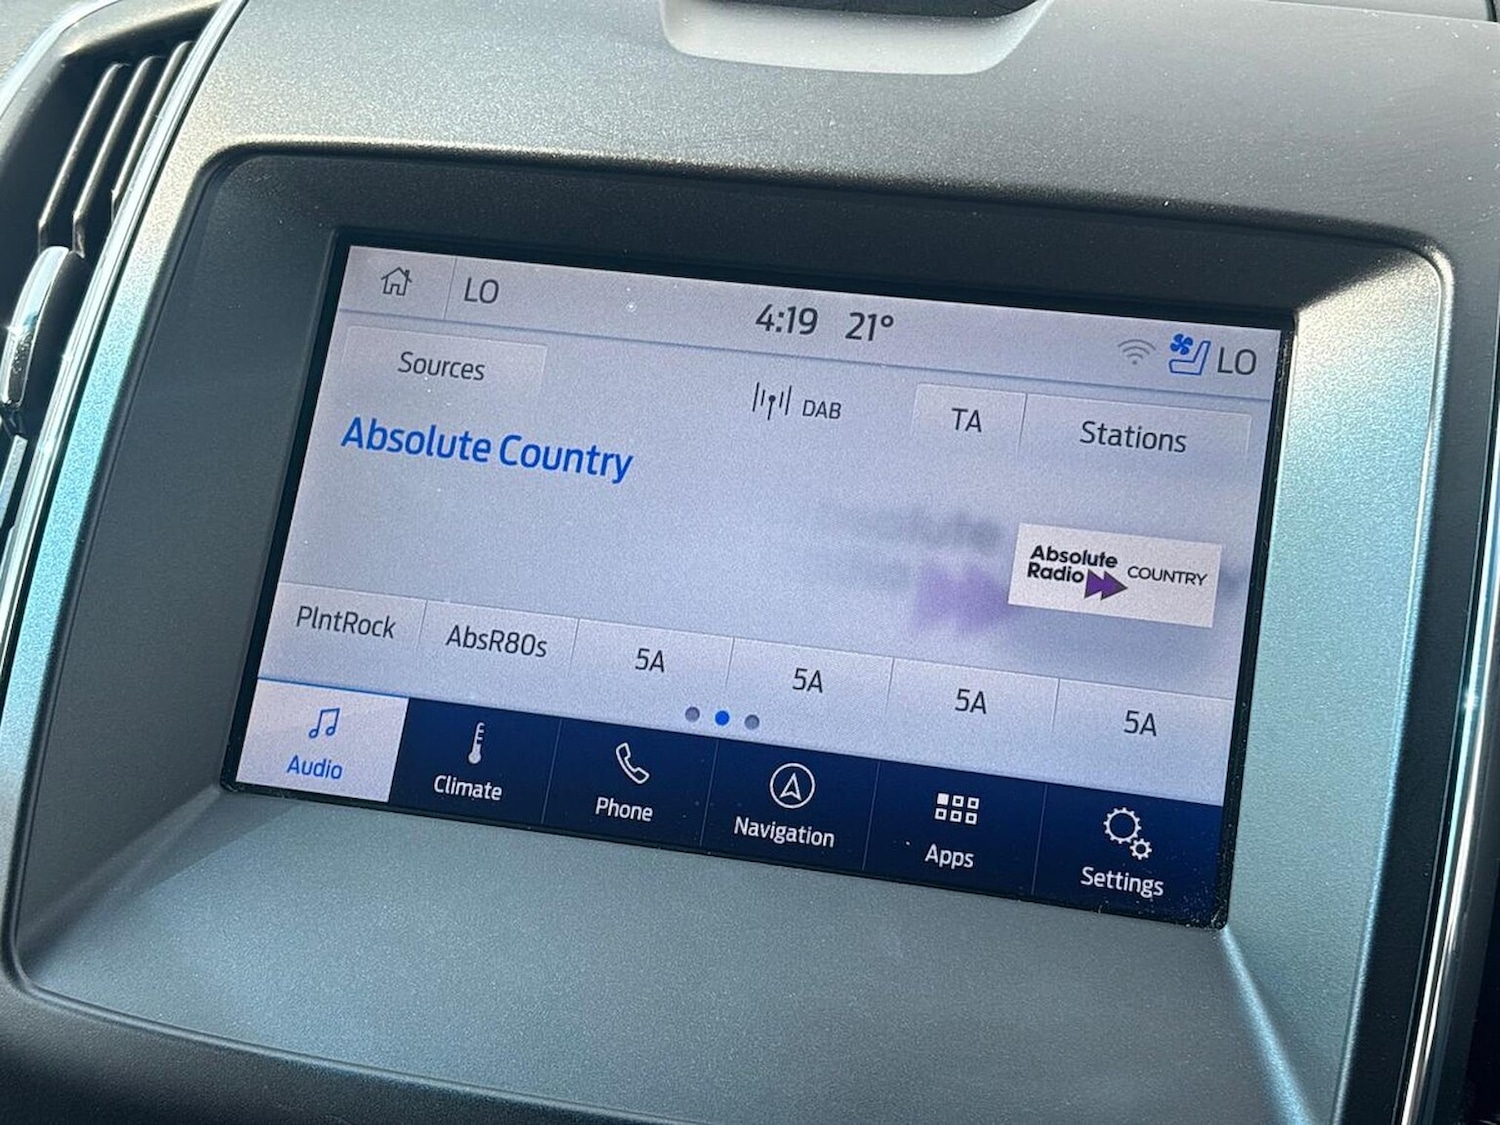 LO
4:19 21°
LO
Sources
DAB
TA
Stations
Absolute Country
Absolute
Radio COUNTRY
PlntRock
AbsR80s
5A
5A
5A
5A
Audio
Climate
Phone
Navigation
Apps
Settings